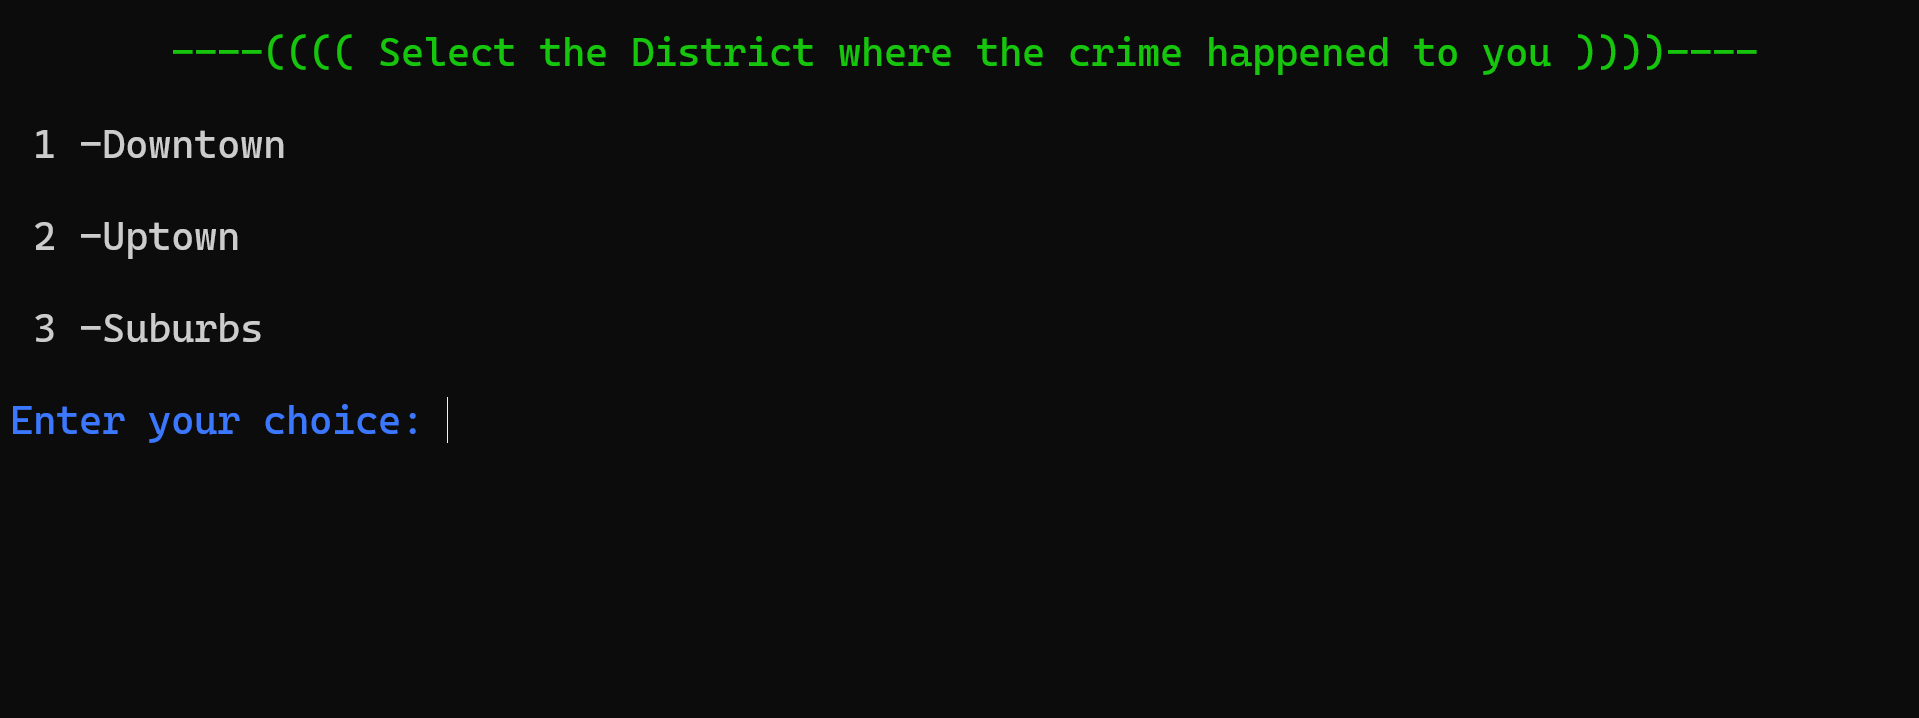 ----(((( Select the District where the crime happened to you ))))----
1 -Downtown
2 -Uptown
3 -Suburbs
Enter your choice: